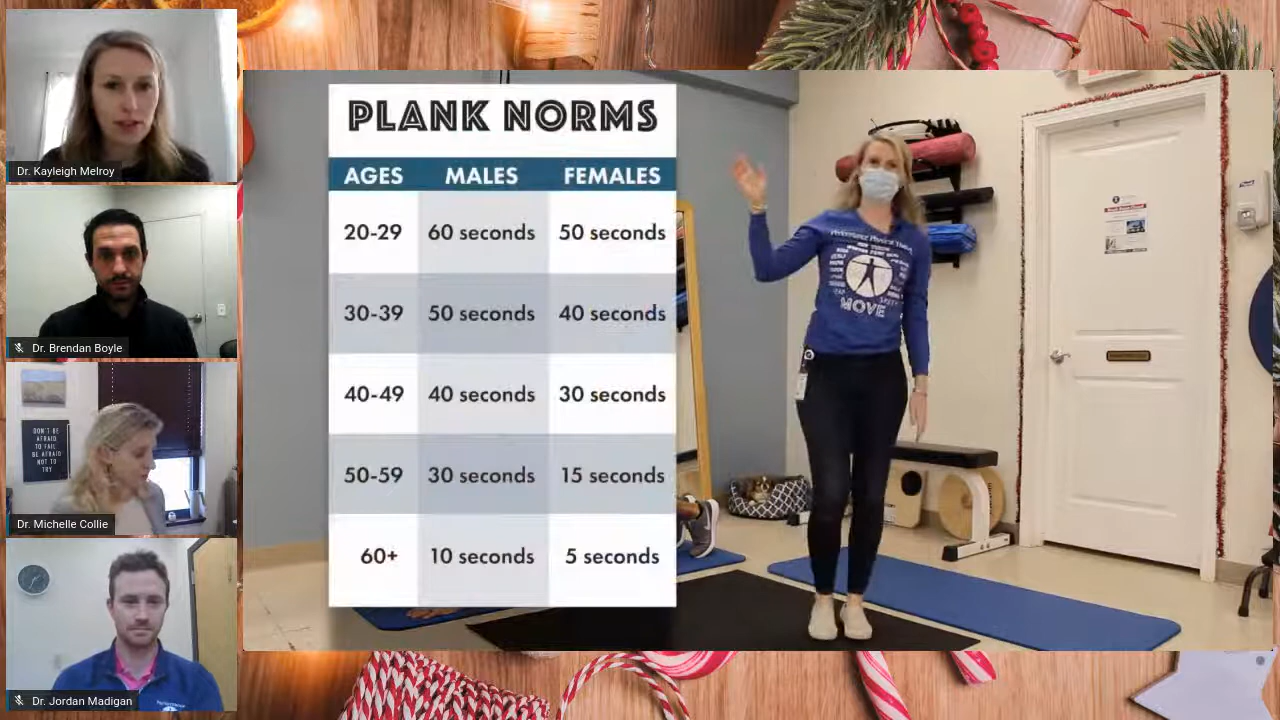 Dr. Kayleigh Melroy
Dr. Brendan Boyle
DON'T BE
AFRAID
TO FAIL
BE AFRAID
NOT TO
TRY
Dr. Michelle Collie
Dr. Jordan Madigan
PLANK NORMS
AGES MALES FEMALES
20-29 60 seconds 50 seconds
30-39 50 seconds 40 seconds
40-49 40 seconds 30 seconds
50-59 30 seconds 15 seconds
60+ 10 seconds 5 seconds
Performance Physical Therapy
MOVE